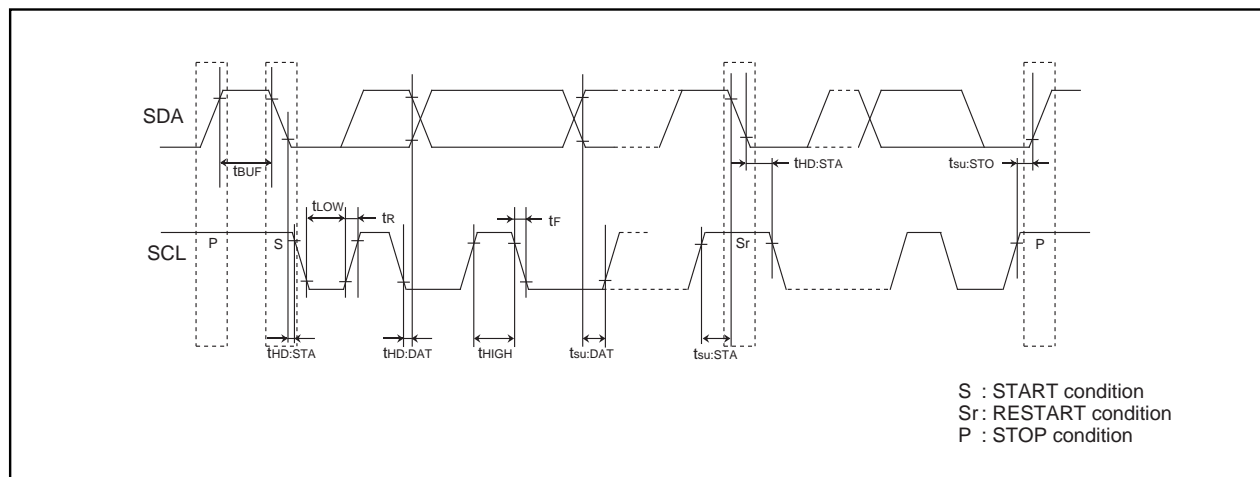 SDA
tBUF
tHD:STA
tsu:STO
tLOW
tR
tF
SCL
P
S
Sr
P
tHD:STA
tHD:DAT
tHIGH
tsu:DAT
tsu:STA
S : START condition
Sr : RESTART condition
P : STOP condition